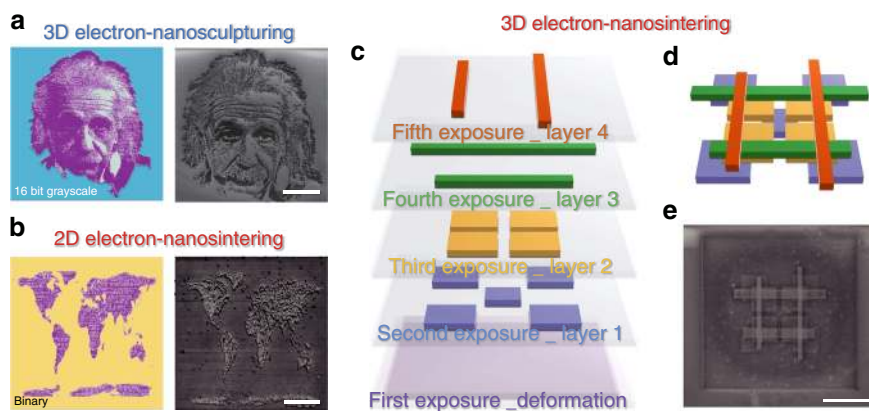 a
3D electron-nanosculpturing
16 bit grayscale
b
2D electron-nanosintering
Binary
3D electron-nanosintering
c
Fifth exposure _ layer 4
Fourth exposure _ layer 3
Third exposure _ layer 2
Second exposure _ layer 1
First exposure _deformation
d
e